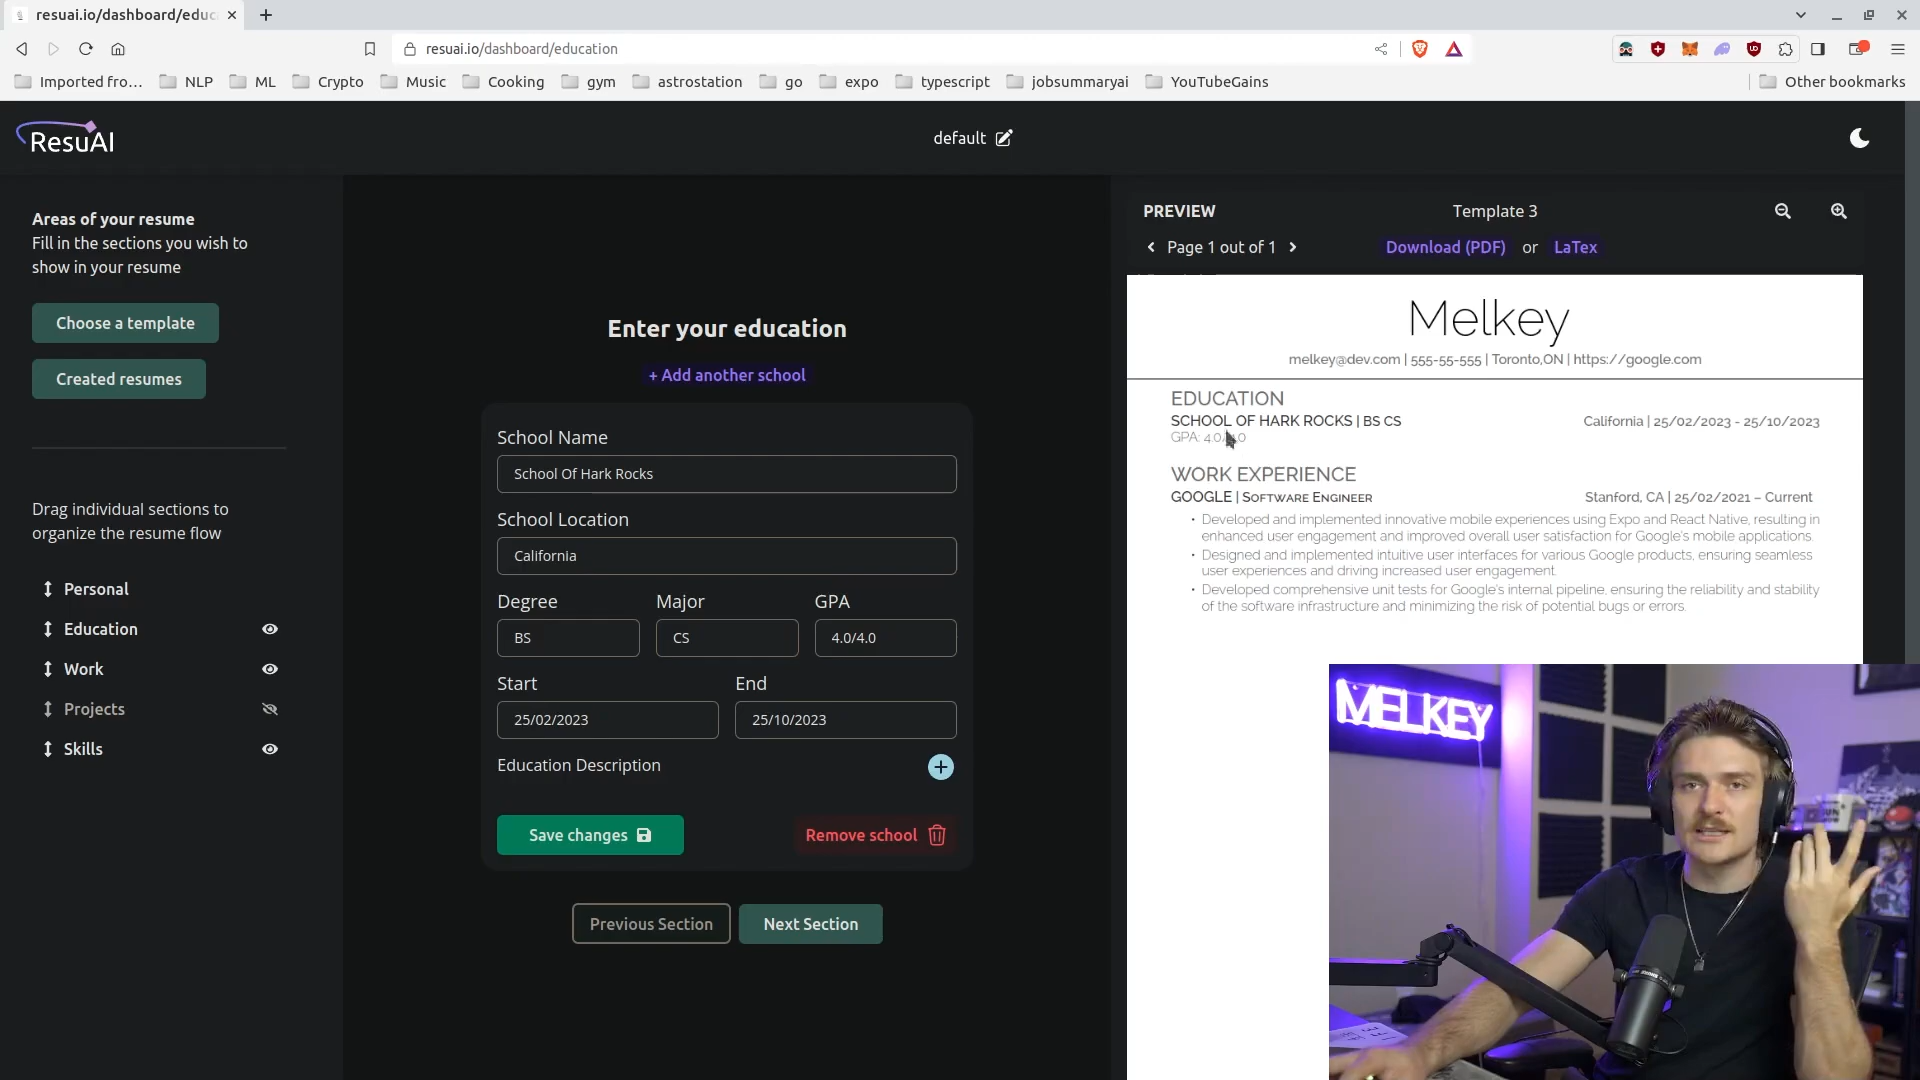 resuai.io/dashboard/educ
resuai.io/dashboard/education
Imported fro...
NLP
ML
Crypto
Music
Cooking
gym
astrostation
go
expo
typescript
jobsummaryai
YouTubeGains
Other bookmarks
ResuAI
default
Areas of your resume
Fill in the sections you wish to
show in your resume
Choose a template
Created resumes
Drag individual sections to
organize the resume flow
Personal
Education
Work
Projects
Skills
Enter your education
+ Add another school
School Name
School Of Hark Rocks
School Location
California
Degree Major GPA
BS CS 4.0/4.0
Start End
25/02/2023 25/10/2023
Education Description
Save changes
Remove school
Previous Section
Next Section
PREVIEW
Template 3
Page 1 out of 1
Download (PDF) or LaTex
Melkey
melkey@dev.com | 555-55-555 | Toronto,ON | https://google.com
EDUCATION
SCHOOL OF HARK ROCKS | BS CS California | 25/02/2023 - 25/10/2023
GPA: 4.0/4.0
WORK EXPERIENCE
GOOGLE | SOFTWARE ENGINEER Stanford, CA | 25/02/2021 – Current
• Developed and implemented innovative mobile experiences using Expo and React Native, resulting in
enhanced user engagement and improved overall user satisfaction for Google's mobile applications.
• Designed and implemented intuitive user interfaces for various Google products, ensuring seamless
user experiences and driving increased user engagement.
• Developed comprehensive unit tests for Google's internal pipeline, ensuring the reliability and stability
of the software infrastructure and minimizing the risk of potential bugs or errors.
MELKEY